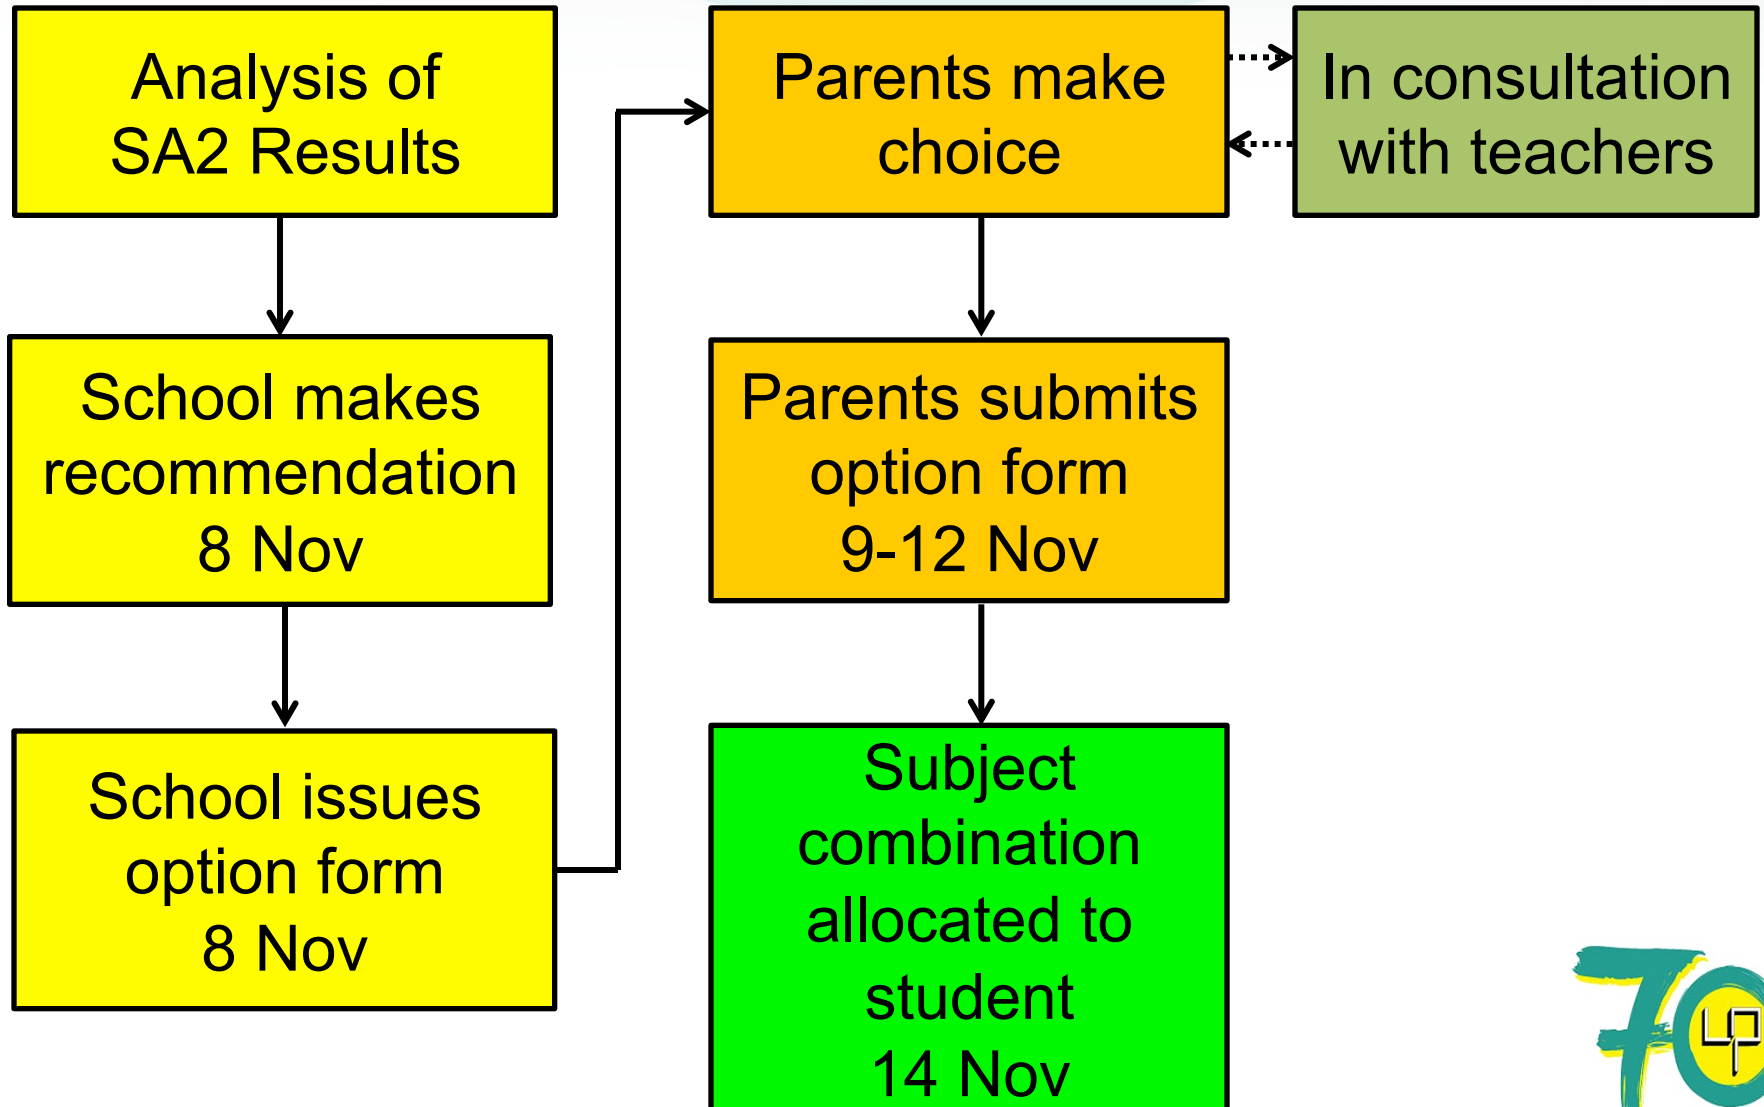 Analysis of
SA2 Results
School makes
recommendation
8 Nov
School issues
option form
8 Nov
Parents make
choice
In consultation
with teachers
Parents submits
option form
9-12 Nov
Subject
combination
allocated to
student
14 Nov
70